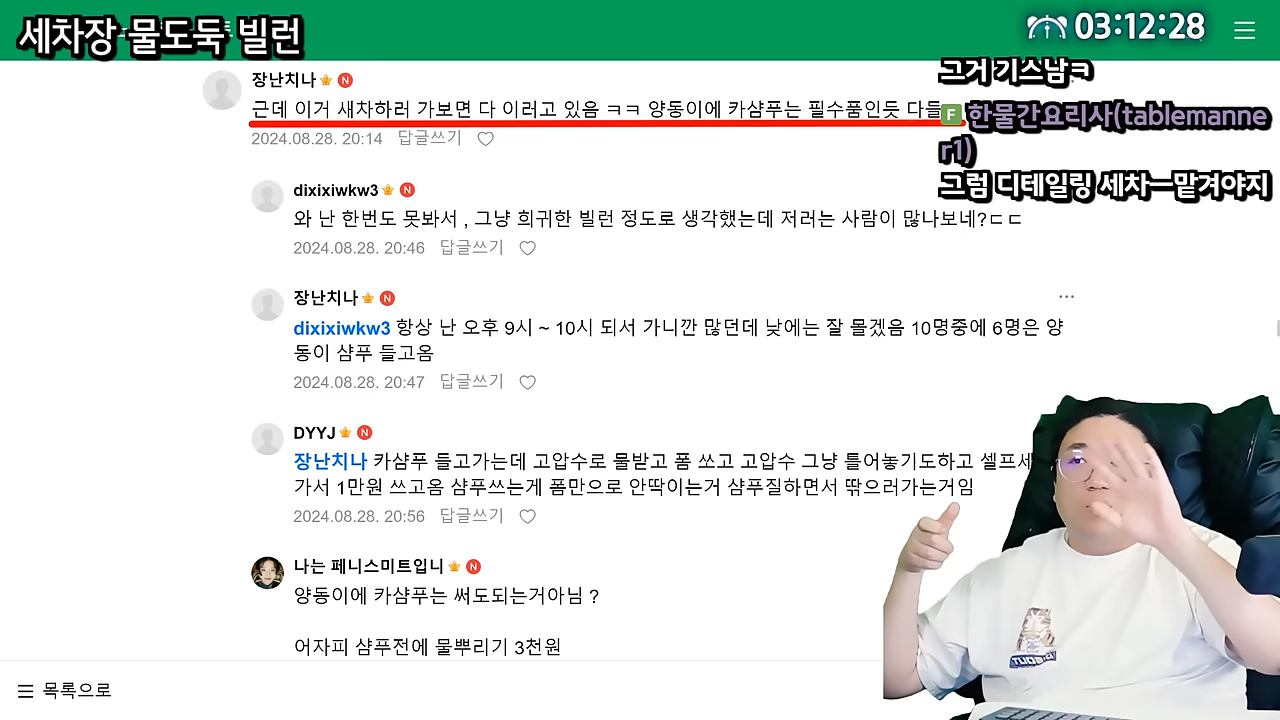 세차장 물도둑 빌런
03:12:28
장난치나 N
근데 이거 새차하러 가보면 다 이러고 있음 ㅋㅋ 양동이에 카샴푸는 필수품인듯 다들
2024.08.28. 20:14 답글쓰기
그거 기스남ㅋ
F 한물간요리사(tablemanne
r1)
그럼 디테일링 세차ㅡ맡겨야지
dixixiwkw3 N
와 난 한번도 못봐서 , 그냥 희귀한 빌런 정도로 생각했는데 저러는 사람이 많나보네?ㄷㄷ
2024.08.28. 20:46 답글쓰기
장난치나 N
dixixiwkw3 항상 난 오후 9시 ~ 10시 되서 가니깐 많던데 낮에는 잘 몰겠음 10명중에 6명은 양
동이 샴푸 들고옴
2024.08.28. 20:47 답글쓰기
DYYJ N
장난치나 카샴푸 들고가는데 고압수로 물받고 폼 쏘고 고압수 그냥 틀어놓기도하고 셀프세
가서 1만원 쓰고옴 샴푸쓰는게 폼만으로 안딱이는거 샴푸질하면서 딲으러가는거임
2024.08.28. 20:56 답글쓰기
나는 페니스미트입니 N
양동이에 카샴푸는 써도되는거아님 ?
어자피 샴푸전에 물뿌리기 3천원
목록으로